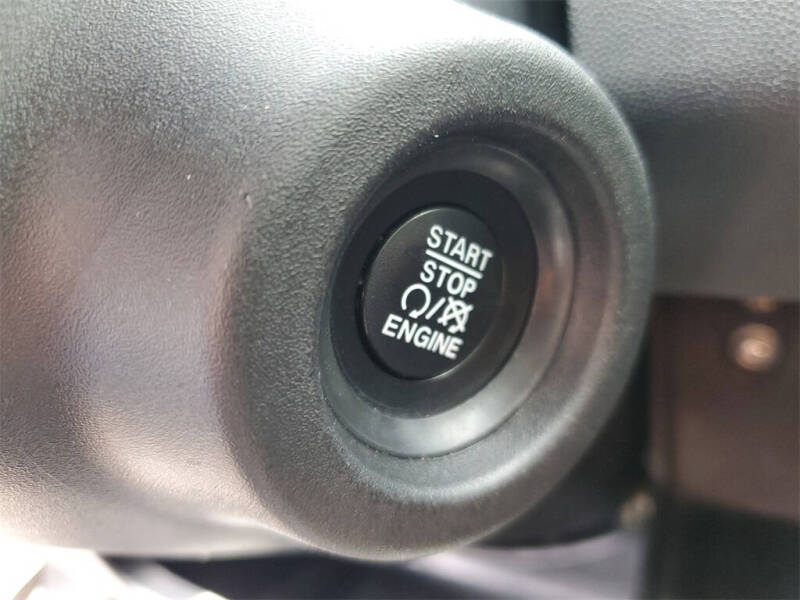 START
STOP
/
ENGINE